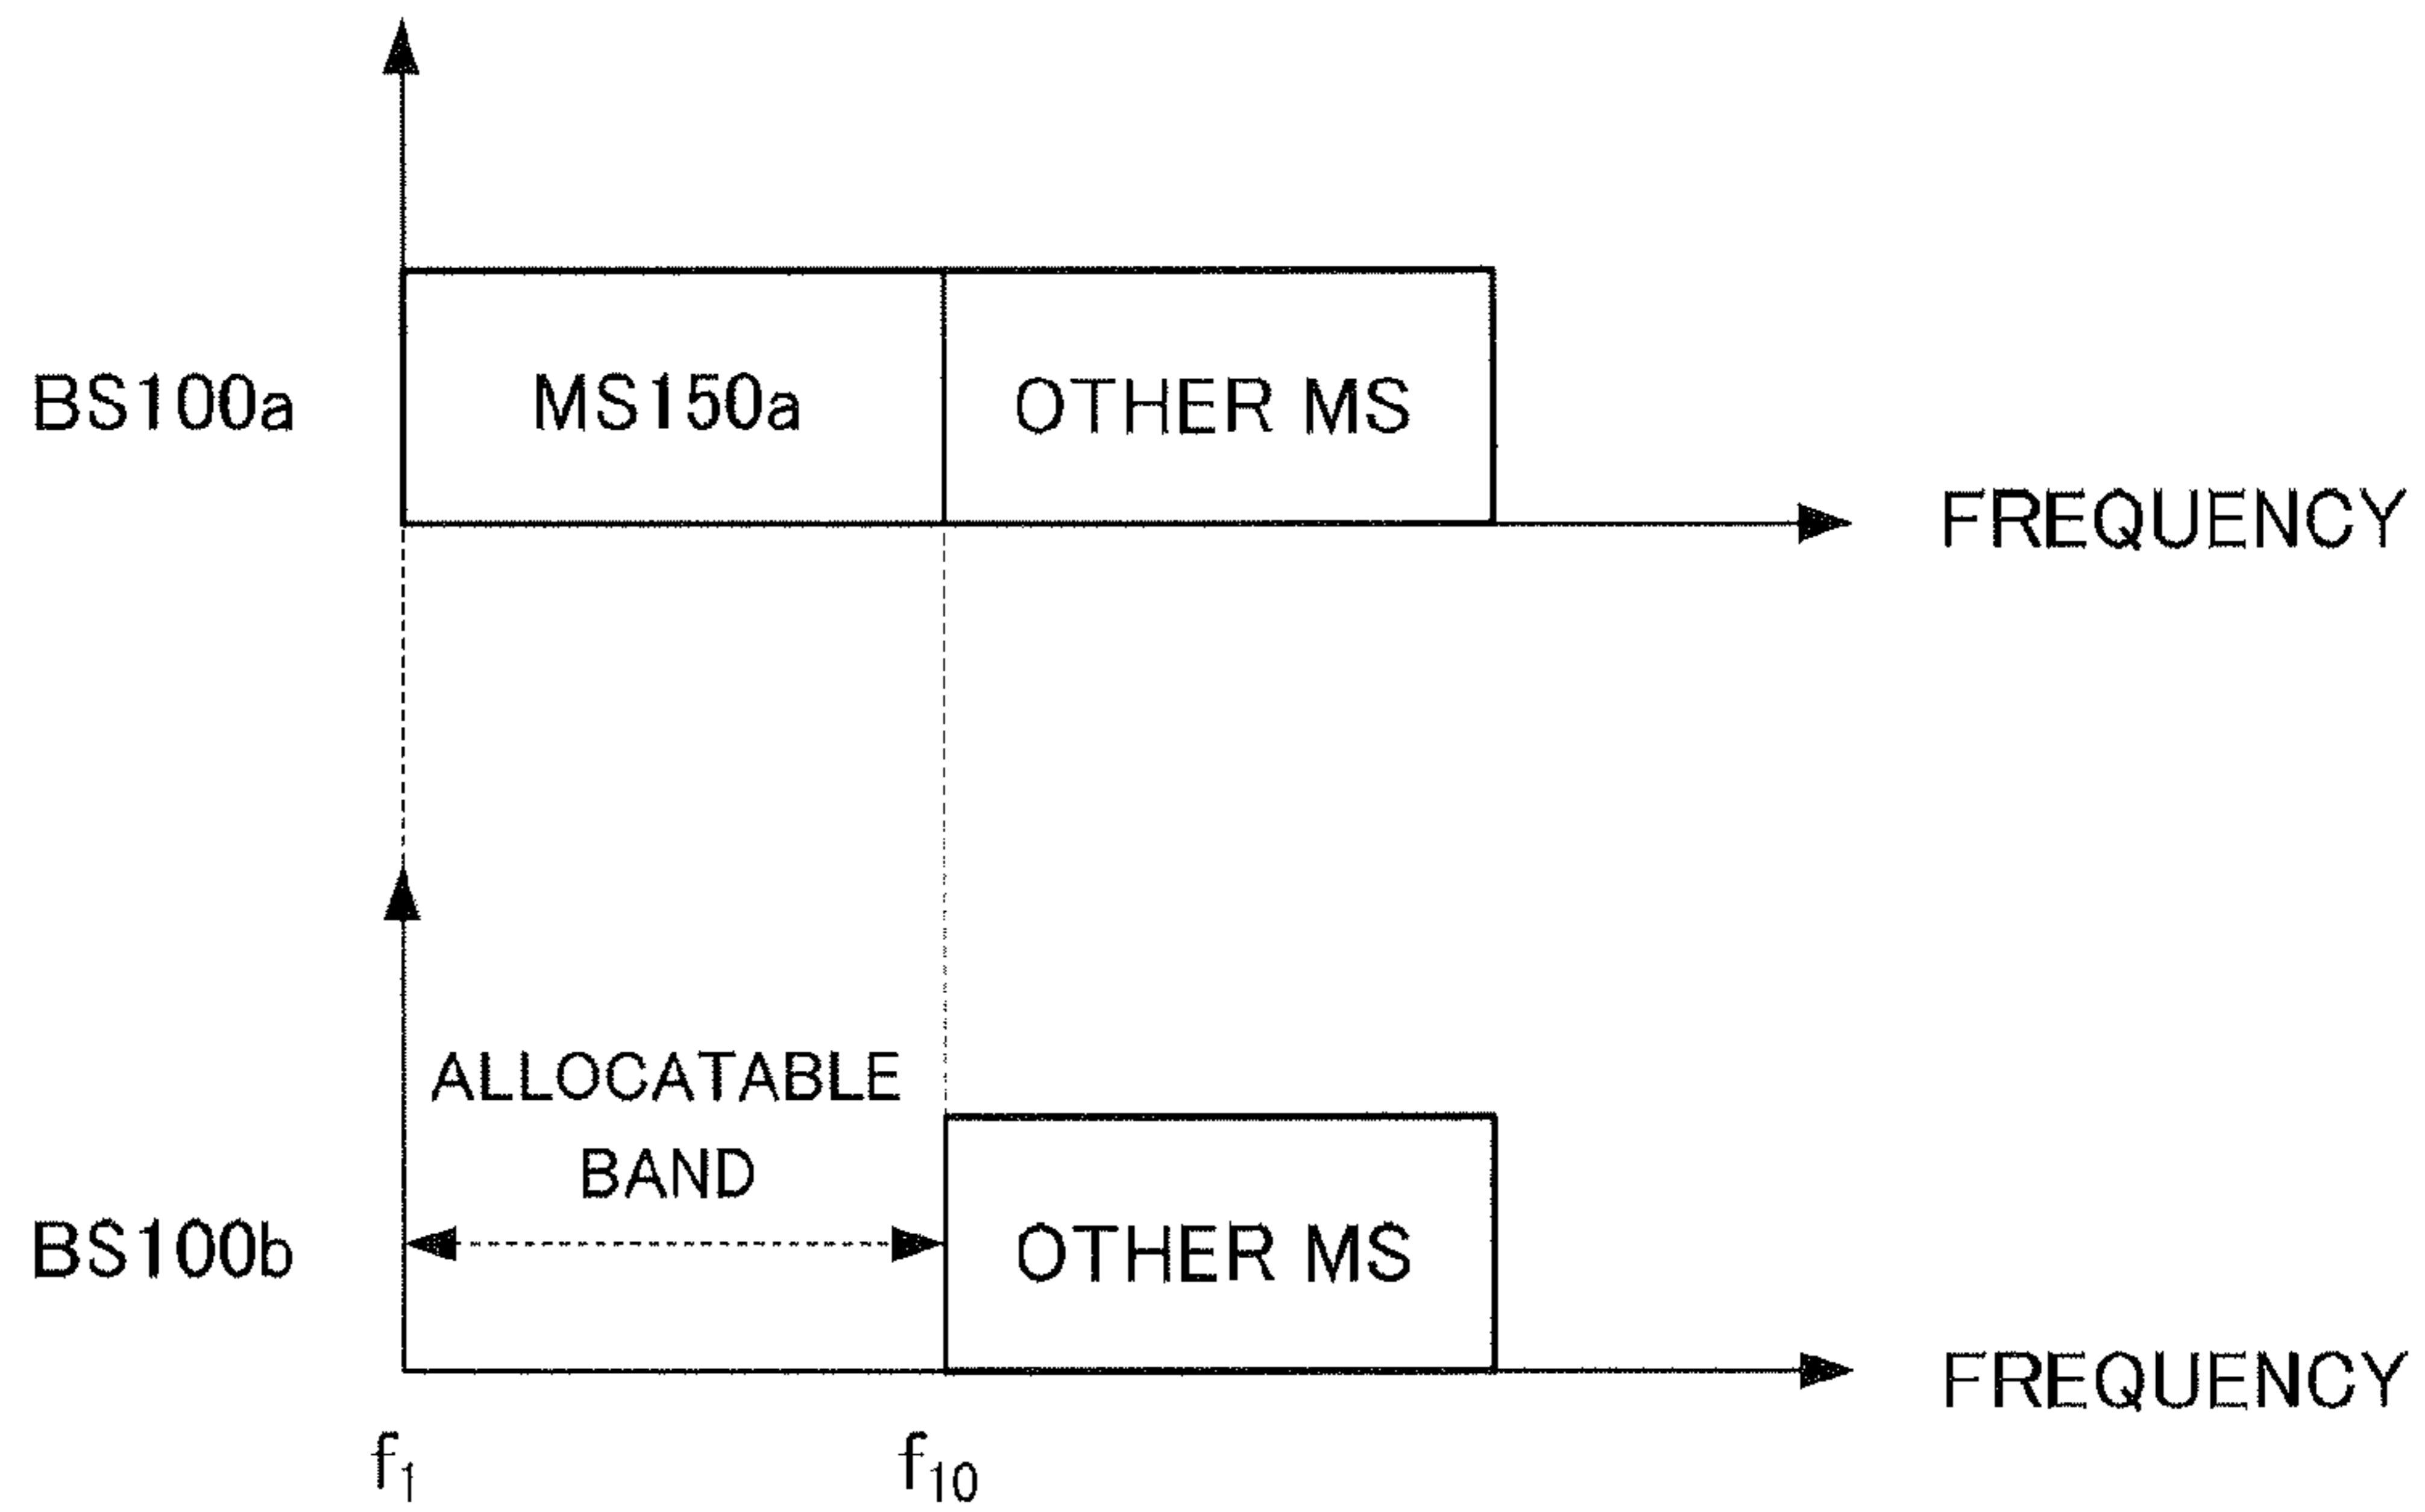 BS100a
MS150a
OTHER MS
FREQUENCY
ALLOCATABLE
BAND
BS100b
OTHER MS
FREQUENCY
f1
f10